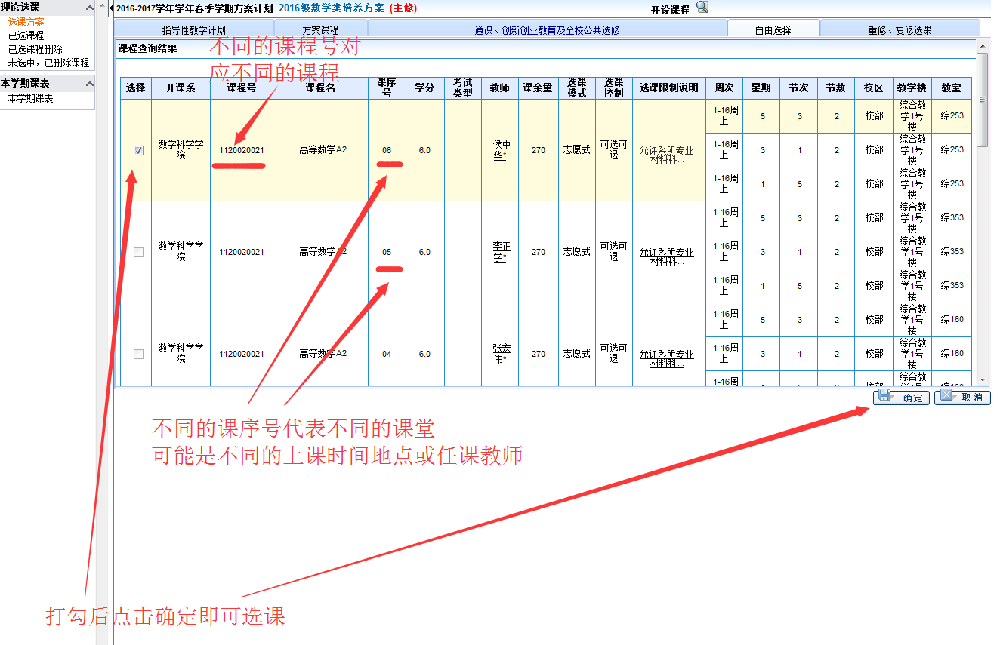 理论选课
选课方案
已选课程
已选课程删除
未选中，已删除课程
本学期课表
本学期课表
2016-2017学年学年春季学期方案计划 2016级数学类培养方案 (主修) 开设课程
指导性教学计划 方案课程 通识、创新创业教育及全校公共选修 自由选择 重修、复修选课
课程查询结果
不同的课程号对
应不同的课程
选择 开课系 课程号 课程名 课序号 学分 考试类型 教师 课余量 选课模式 选课控制 选课限制说明 周次 星期 节次 节数 校区 教学楼 教室
数学科学学院 1120020021 高等数学A2 06 6.0 侯中华* 270 志愿式 可选可退 允许系所专业材料科...
1-16周上 5 3 2 校部 综合教学1号楼 综253
1-16周上 3 1 2 校部 综合教学1号楼 综253
1-16周上 1 5 2 校部 综合教学1号楼 综253
数学科学学院 1120020021 高等数学A2 05 6.0 李正学* 270 志愿式 可选可退 允许系所专业材料科...
1-16周上 5 3 2 校部 综合教学1号楼 综353
1-16周上 3 1 2 校部 综合教学1号楼 综353
1-16周上 1 5 2 校部 综合教学1号楼 综353
数学科学学院 1120020021 高等数学A2 04 6.0 张宏伟* 270 志愿式 可选可退 允许系所专业材料科...
1-16周上 5 3 2 校部 综合教学1号楼 综160
1-16周上 3 1 2 校部 综合教学1号楼 综160
1-16周 综合教
确定 取消
不同的课序号代表不同的课堂
可能是不同的上课时间地点或任课教师
打勾后点击确定即可选课